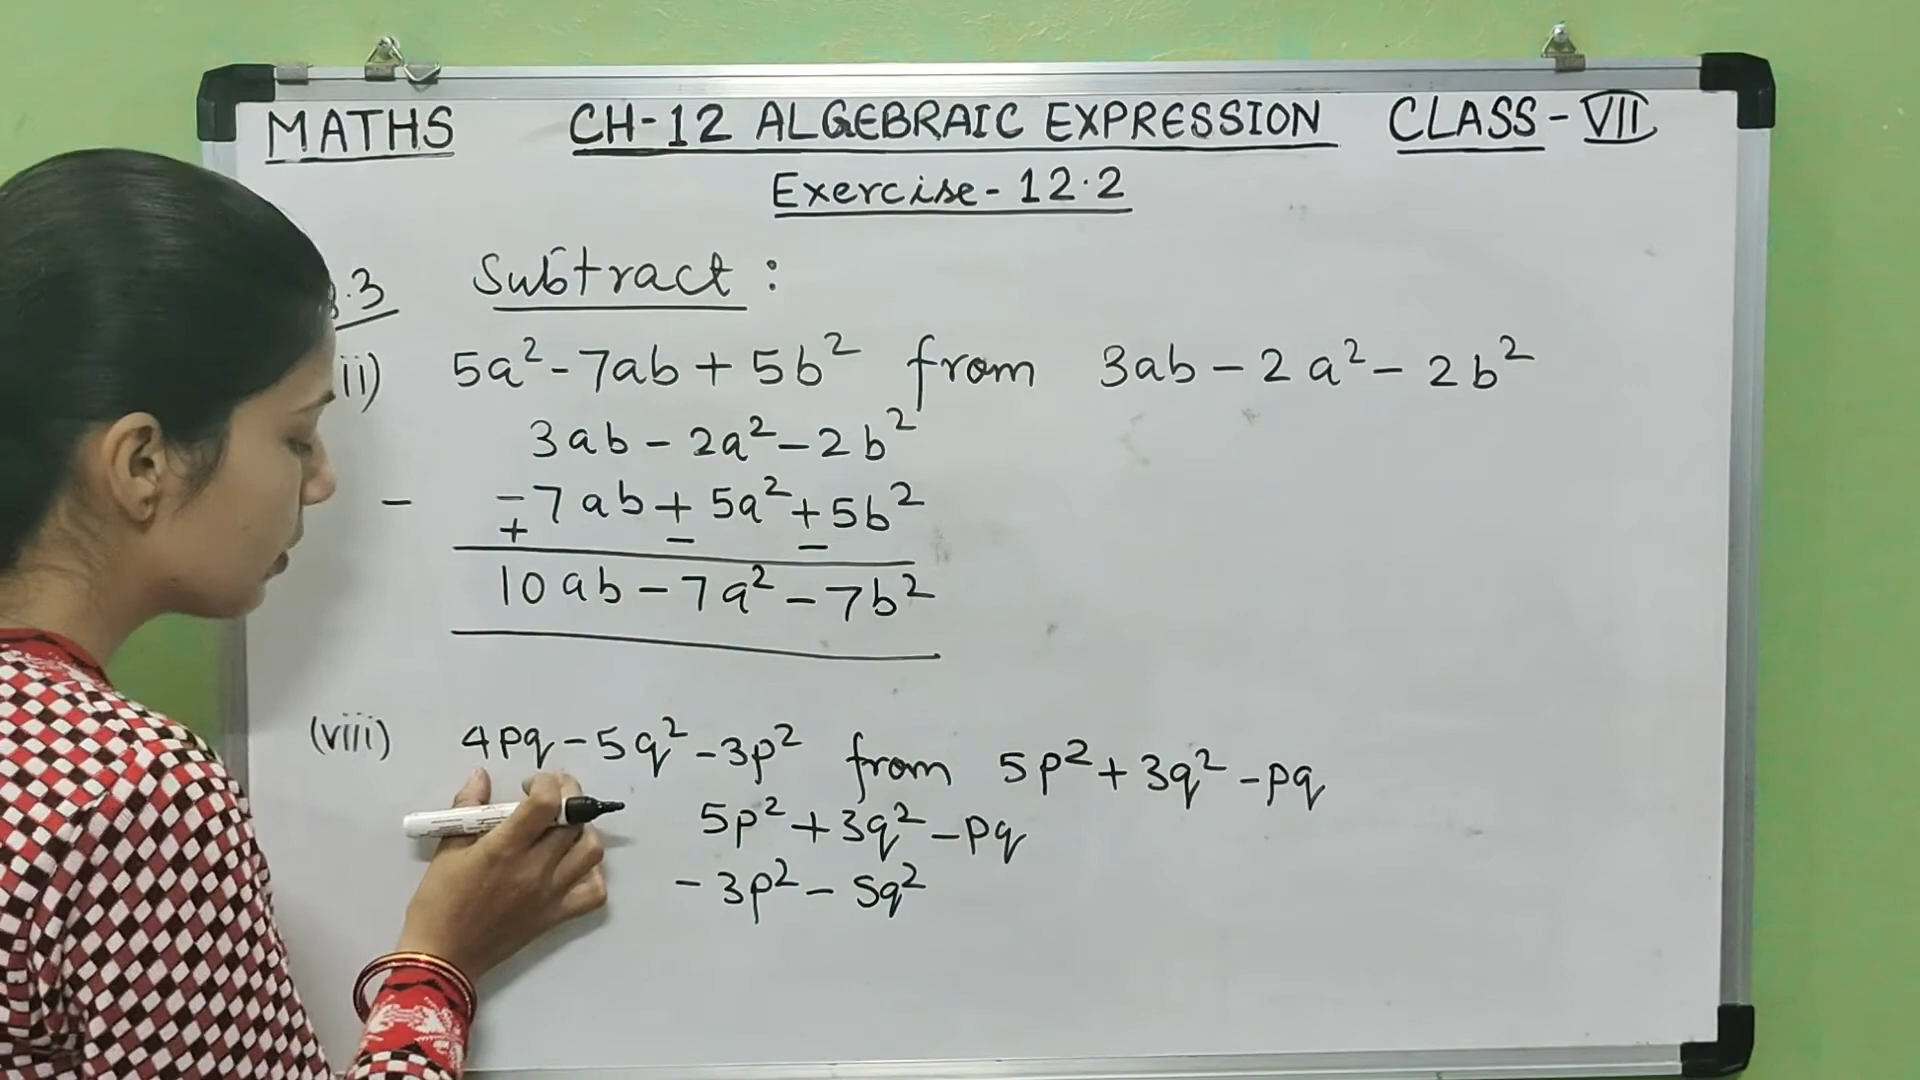 MATHS CH-12 ALGEBRAIC EXPRESSION CLASS-VII
Exercise-12.2
.3 Subtract :
ii) 5a²-7ab+5b² from 3ab-2a²-2b²
3ab-2a²-2b²
- -7ab+5a²+5b²
+ - -
10ab-7a²-7b²
(viii) 4pq-5q²-3p² from 5p²+3q²-pq
5p²+3q²-pq
-3p²-5q²